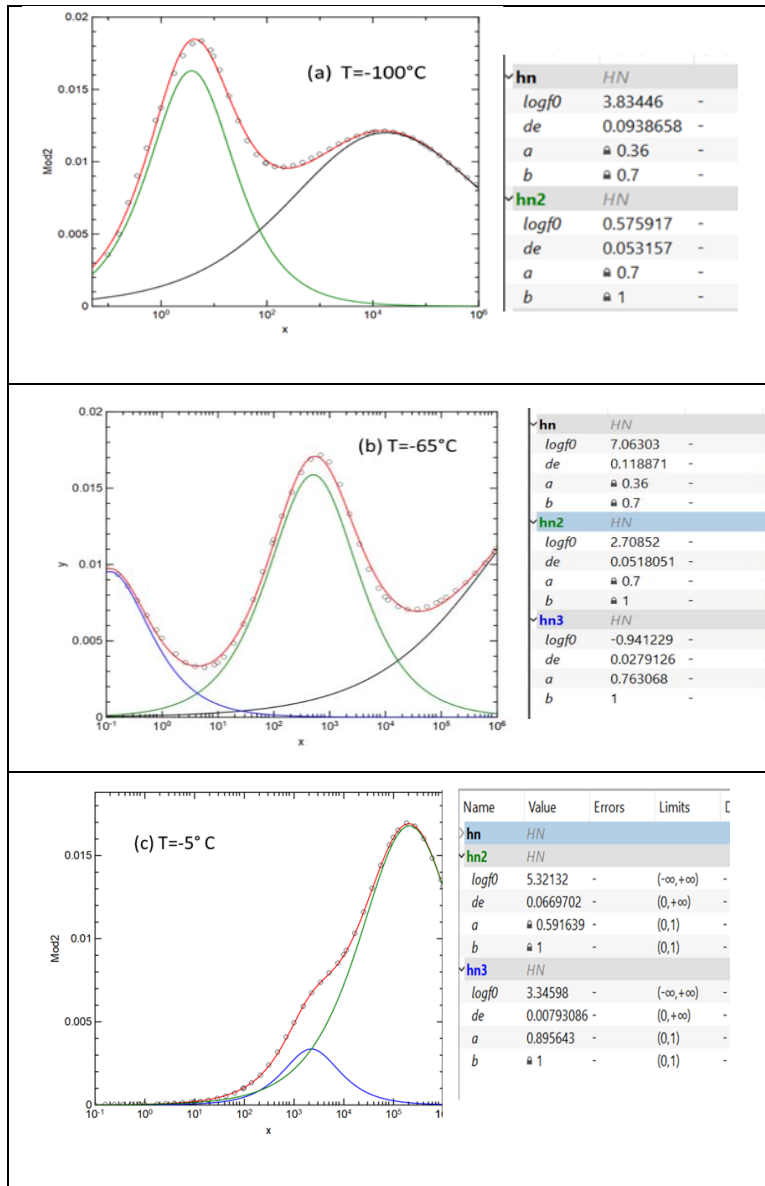 (a) T=-100°C
0.02
0.015
0.01
0.005
0
Mod2
10⁰
10²
10⁴
10⁶
x
hn HN
logf0 3.83446 -
de 0.0938658 -
a 0.36 -
b 0.7 -
hn2 HN
logf0 0.575917 -
de 0.053157 -
a 0.7 -
b 1 -
(b) T=-65°C
0.02
0.015
0.01
0.005
0
y
10⁻¹
10⁰
10¹
10²
10³
10⁴
10⁵
10⁶
x
hn HN
logf0 7.06303 -
de 0.118871 -
a 0.36 -
b 0.7 -
hn2 HN
logf0 2.70852 -
de 0.0518051 -
a 0.7 -
b 1 -
hn3 HN
logf0 -0.941229 -
de 0.0279126 -
a 0.763068 -
b 1 -
(c) T=-5° C
0.015
0.01
0.005
0
Mod2
10⁻¹
10⁰
10¹
10²
10³
10⁴
10⁵
x
Name Value Errors Limits
hn HN
hn2 HN
logf0 5.32132 - (-∞,+∞) -
de 0.0669702 - (0,+∞) -
a 0.591639 - (0,1) -
b 1 - (0,1) -
hn3 HN
logf0 3.34598 - (-∞,+∞) -
de 0.00793086 - (0,+∞) -
a 0.895643 - (0,1) -
b 1 - (0,1) -